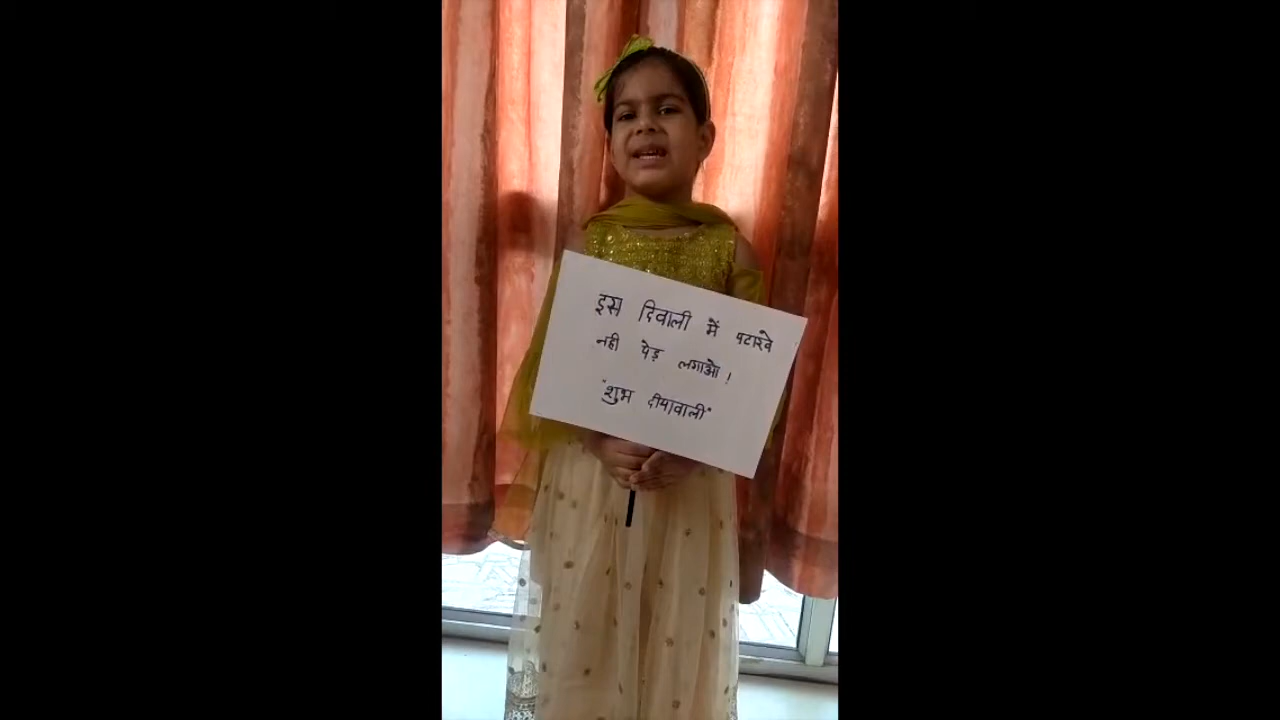 इस दिवाली में पटाखे
नही पेड़ लगाओ !
"शुभ दीपावली"